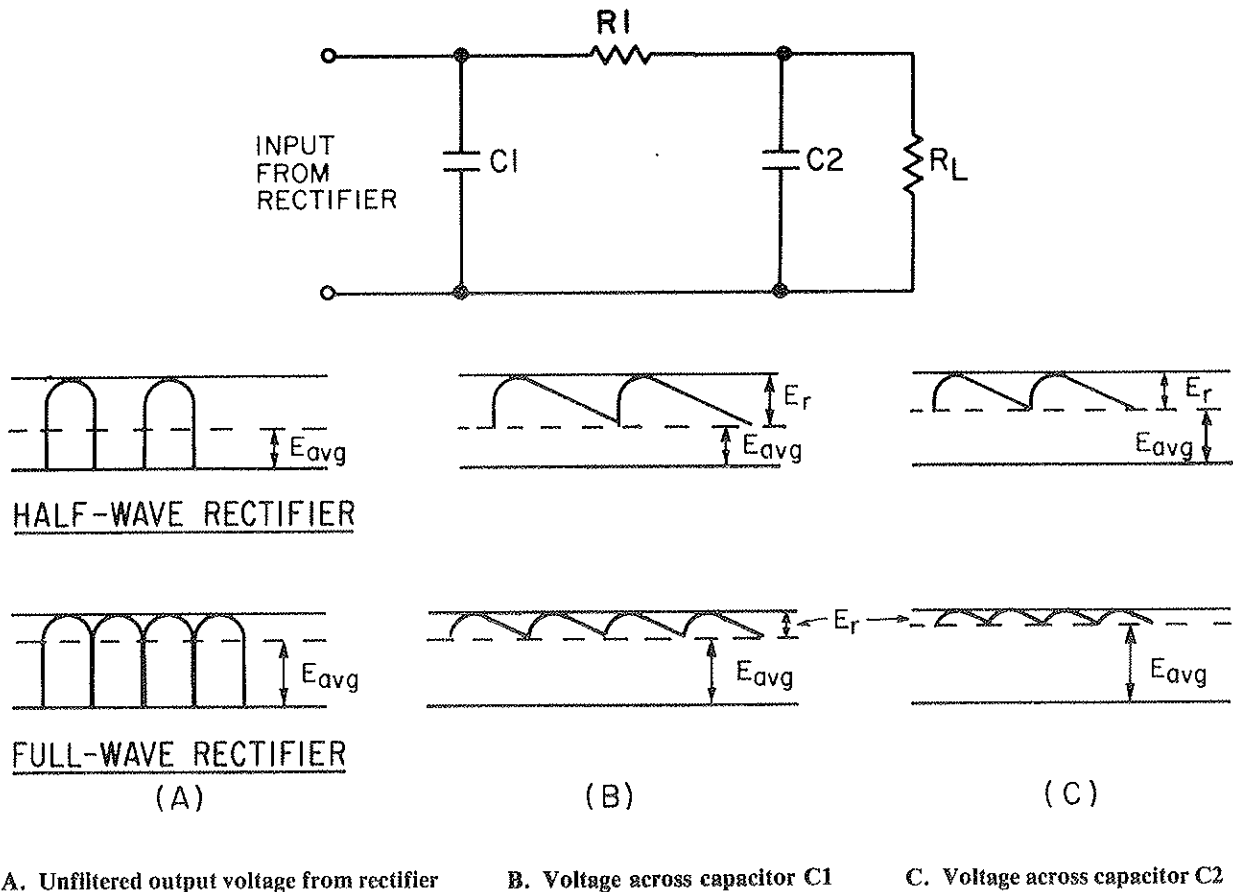 R1
INPUT
FROM
RECTIFIER
C1
C2
RL
Eavg
Er
Eavg
Er
Eavg
HALF-WAVE RECTIFIER
Eavg
Er
Eavg
Eavg
FULL-WAVE RECTIFIER
(A)
(B)
(C)
A. Unfiltered output voltage from rectifier
B. Voltage across capacitor C1
C. Voltage across capacitor C2